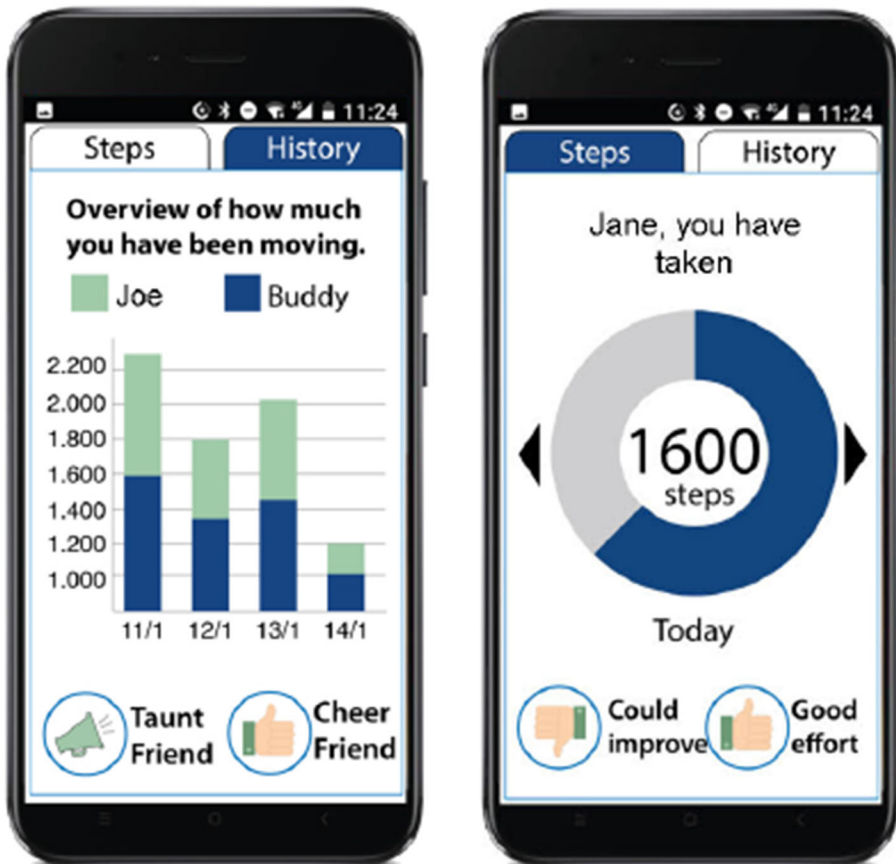 11:24
Steps
History
Overview of how much
you have been moving.
Joe
Buddy
2.200
2.000
1.800
1.600
1.400
1.200
1.000
11/1
12/1
13/1
14/1
Taunt
Friend
Cheer
Friend
4G
11:24
Steps
History
Jane, you have
taken
1600
steps
Today
Could
improve
Good
effort